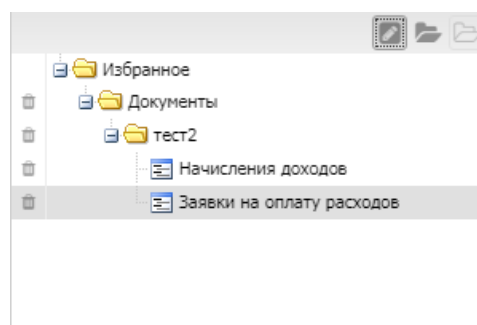 Избранное
Документы
тест2
Начисления доходов
Заявки на оплату расходов